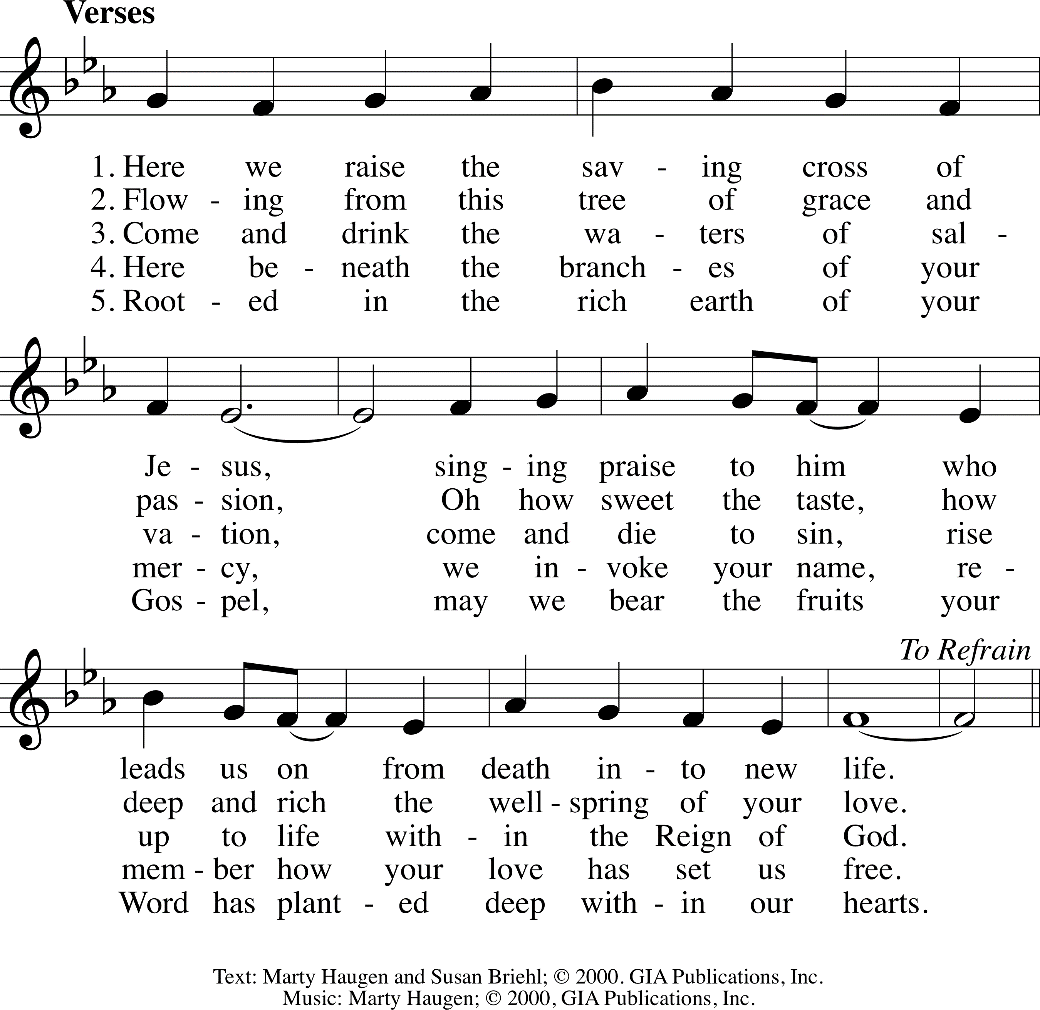 Verses
1. Here we raise the sav - ing cross of
2. Flow - ing from this tree of grace and
3. Come and drink the wa - ters of sal -
4. Here be - neath the branch - es of your
5. Root - ed in the rich earth of your
Je - sus, sing - ing praise to him who
pas - sion, Oh how sweet the taste, how
va - tion, come and die to sin, rise
mer - cy, we in - voke your name, re -
Gos - pel, may we bear the fruits your
To Refrain
leads us on from death in - to new life.
deep and rich the well - spring of your love.
up to life with - in the Reign of God.
mem - ber how your love has set us free.
Word has plant - ed deep with - in our hearts.
Text: Marty Haugen and Susan Briehl; © 2000. GIA Publications, Inc.
Music: Marty Haugen; © 2000, GIA Publications, Inc.